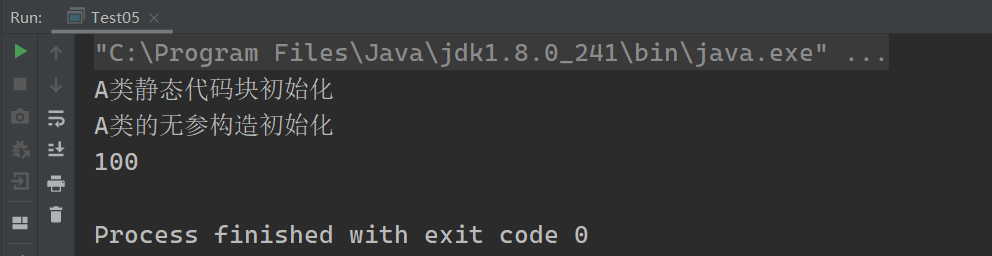 Run: Test05
"C:\Program Files\Java\jdk1.8.0_241\bin\java.exe" ...
A类静态代码块初始化
A类的无参构造初始化
100
Process finished with exit code 0